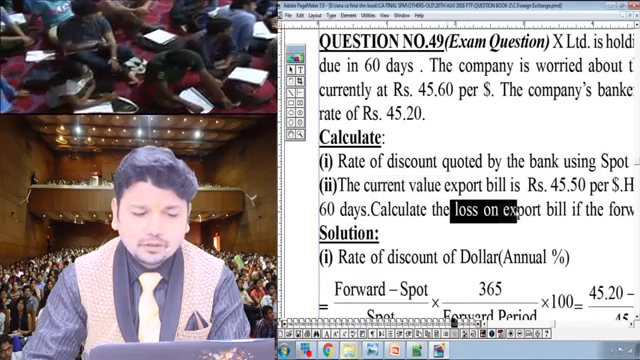 Adobe PageMaker 7.0 - [E:\rana ca final sfm book\CA FINAL SFM\OTHERS-OLD\20TH AUG 2016 FTP\QUESTION BOOK-2\C.Foreign Exchange.pmd]
File Edit Layout Type Element Utilities View Window Help
QUESTION NO.49(Exam Question) X Ltd. is holdi
due in 60 days . The company is worried about t
currently at Rs. 45.60 per $. The company's banke
rate of Rs. 45.20.
Calculate:
(i) Rate of discount quoted by the bank using Spot
(ii)The current value export bill is Rs. 45.50 per $.H
60 days.Calculate the loss on export bill if the forw
Solution:
(i) Rate of discount of Dollar(Annual %)
= Forward – Spot / Spot × 365 / Forward Period ×100= 45.20 – / 45.